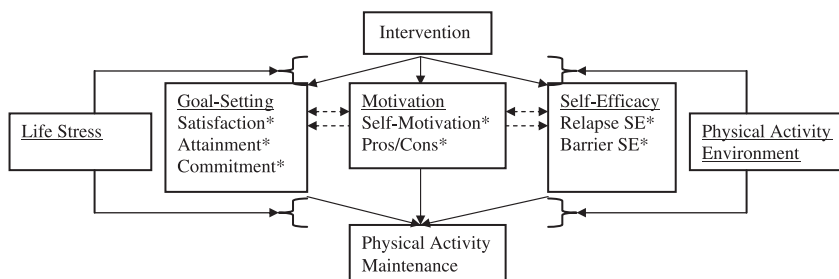 Intervention
Goal-Setting
Satisfaction*
Attainment*
Commitment*
Motivation
Self-Motivation*
Pros/Cons*
Self-Efficacy
Relapse SE*
Barrier SE*
Life Stress
Physical Activity
Environment
Physical Activity
Maintenance